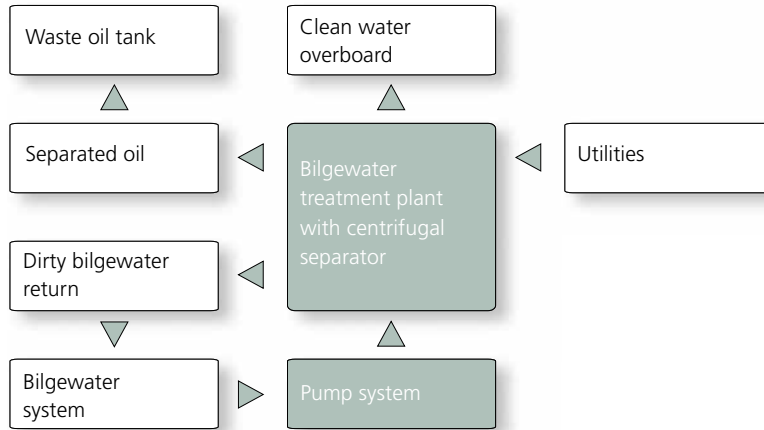 Waste oil tank
Clean water
overboard
Separated oil
Bilgewater
treatment plant
with centrifugal
separator
Utilities
Dirty bilgewater
return
Bilgewater
system
Pump system